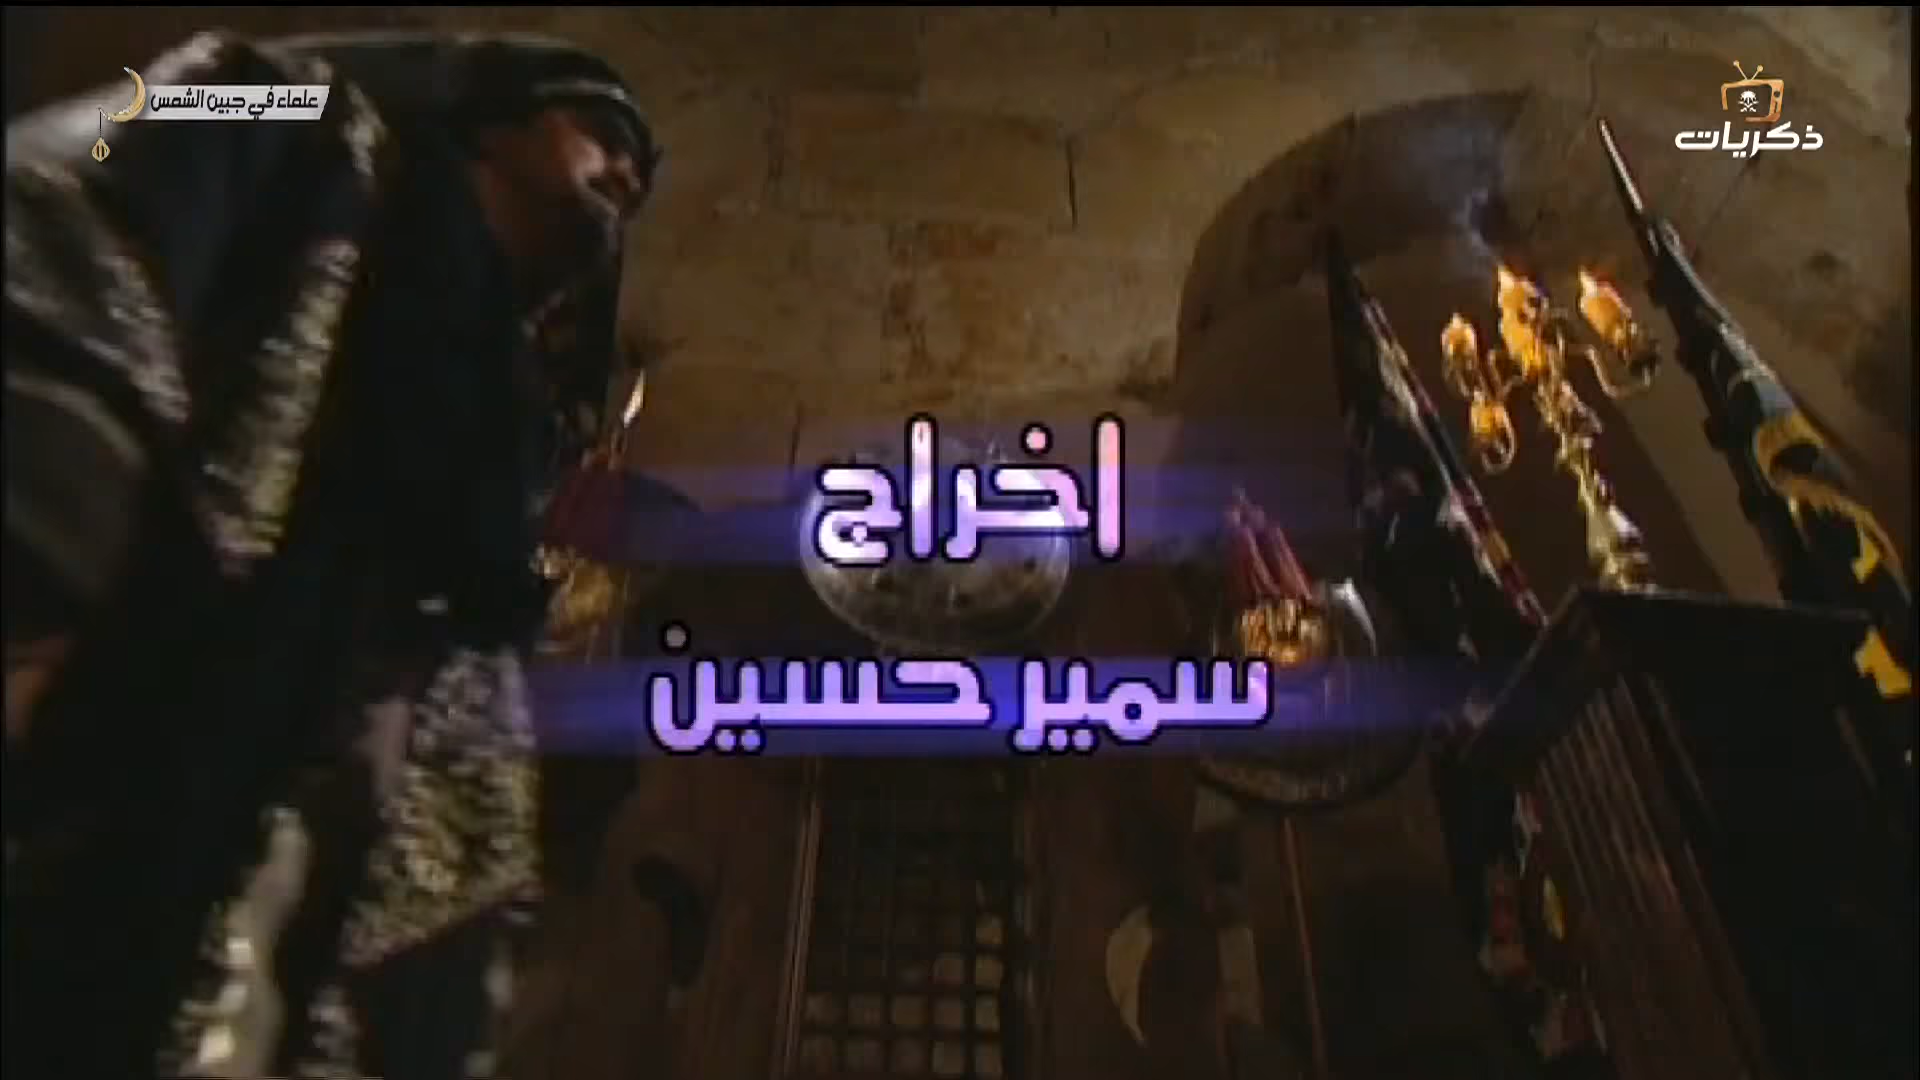 علماء في جبين الشمس
ذكريات
اخراج
سمير حسين